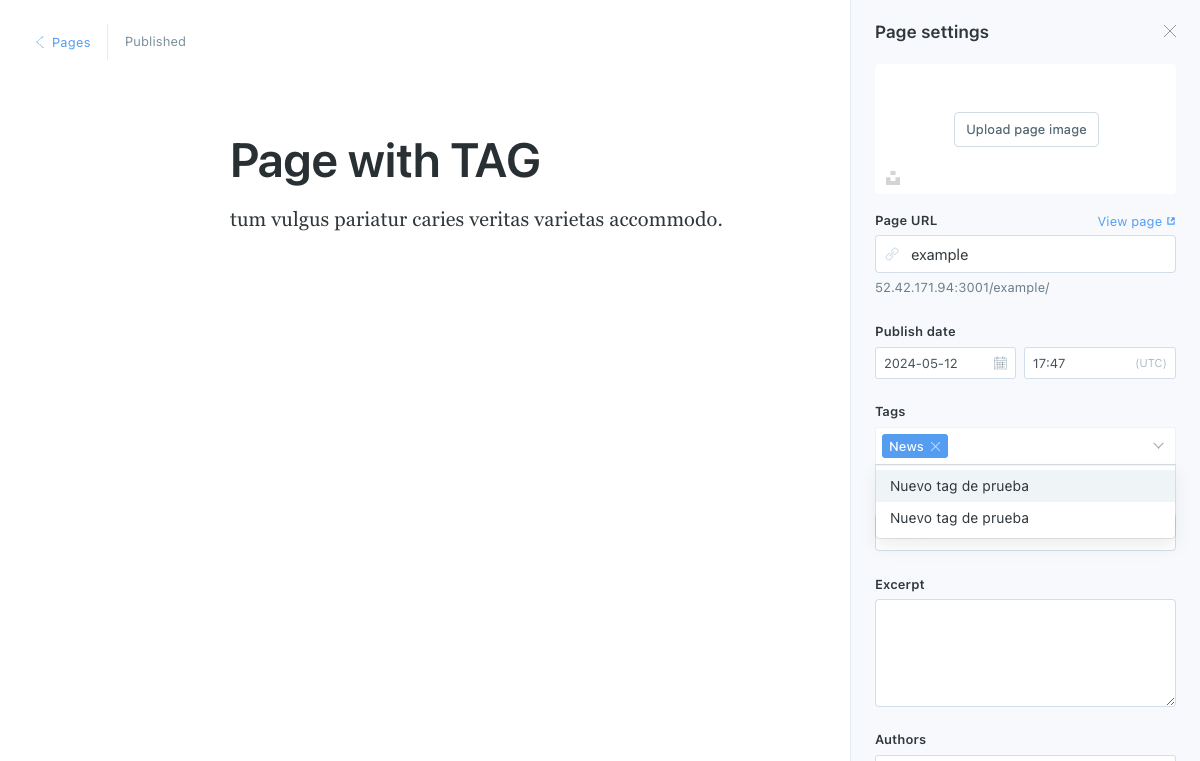 Pages
Published
Page with TAG
tum vulgus pariatur caries veritas varietas accommodo.
Page settings
Upload page image
Page URL
View page
example
52.42.171.94:3001/example/
Publish date
2024-05-12
17:47
(UTC)
Tags
News
Nuevo tag de prueba
Nuevo tag de prueba
Excerpt
Authors